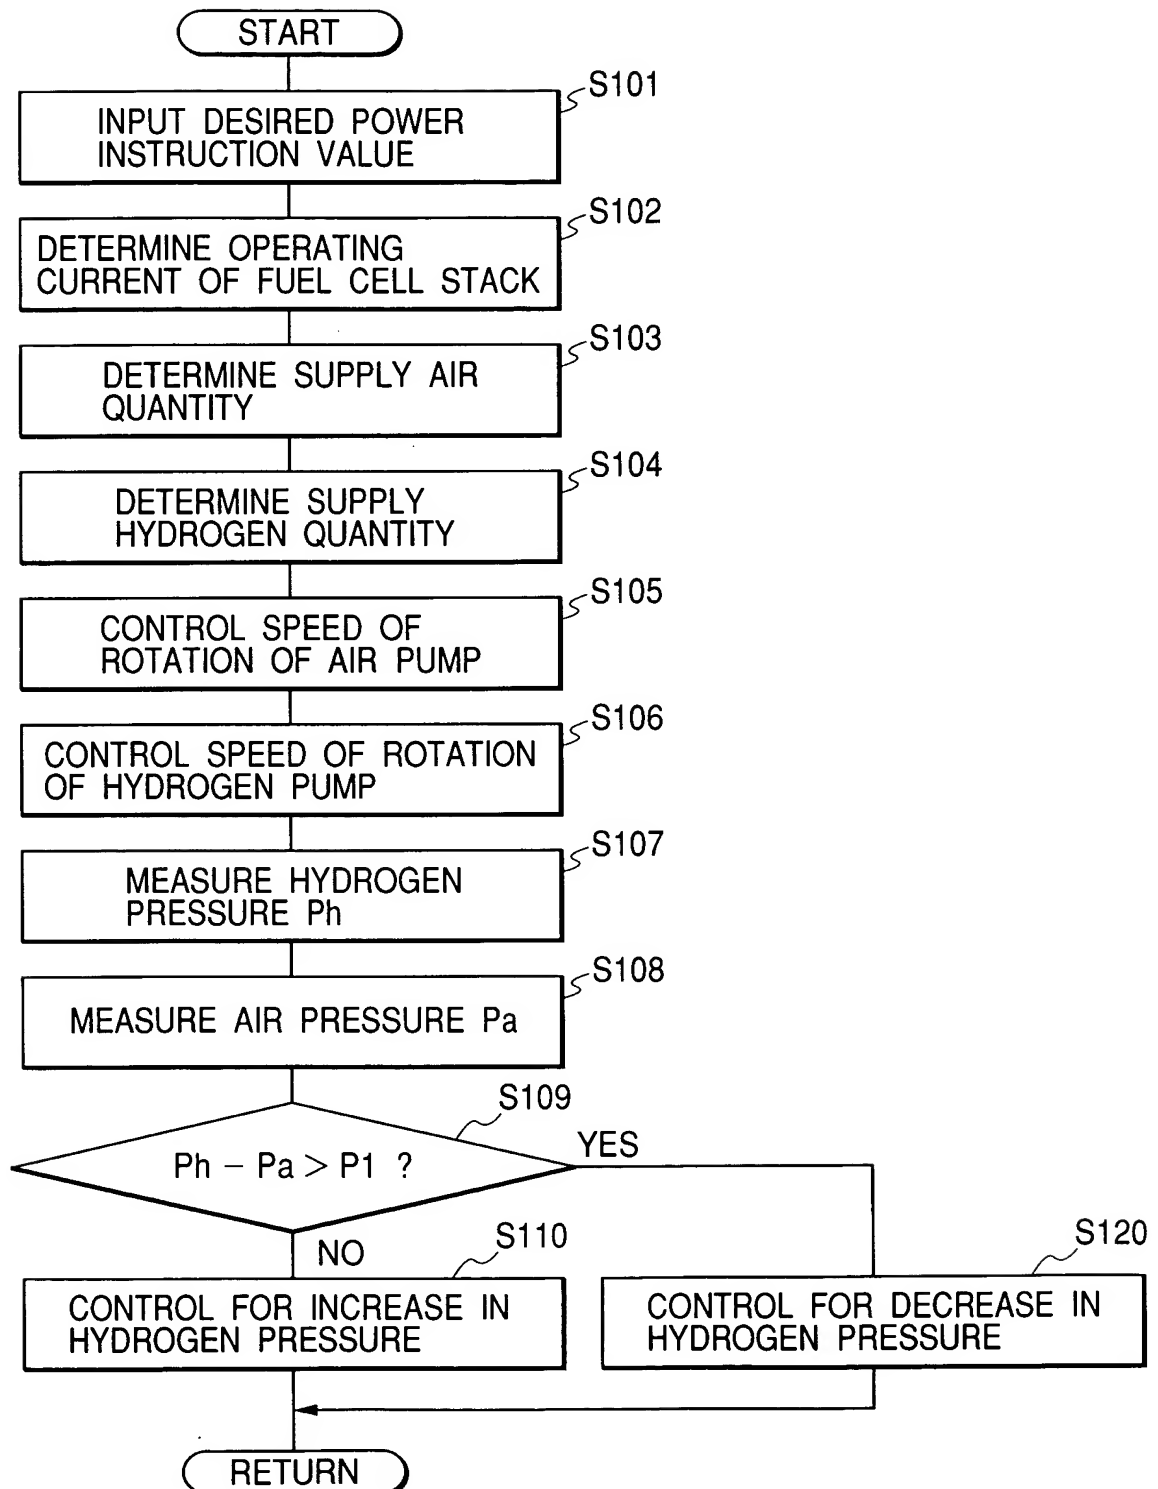 START
S101
INPUT DESIRED POWER
INSTRUCTION VALUE
S102
DETERMINE OPERATING
CURRENT OF FUEL CELL STACK
S103
DETERMINE SUPPLY AIR
QUANTITY
S104
DETERMINE SUPPLY
HYDROGEN QUANTITY
S105
CONTROL SPEED OF
ROTATION OF AIR PUMP
S106
CONTROL SPEED OF ROTATION
OF HYDROGEN PUMP
S107
MEASURE HYDROGEN
PRESSURE Ph
S108
MEASURE AIR PRESSURE Pa
S109
Ph – Pa > P1 ?
YES
NO
S110
CONTROL FOR INCREASE IN
HYDROGEN PRESSURE
S120
CONTROL FOR DECREASE IN
HYDROGEN PRESSURE
RETURN